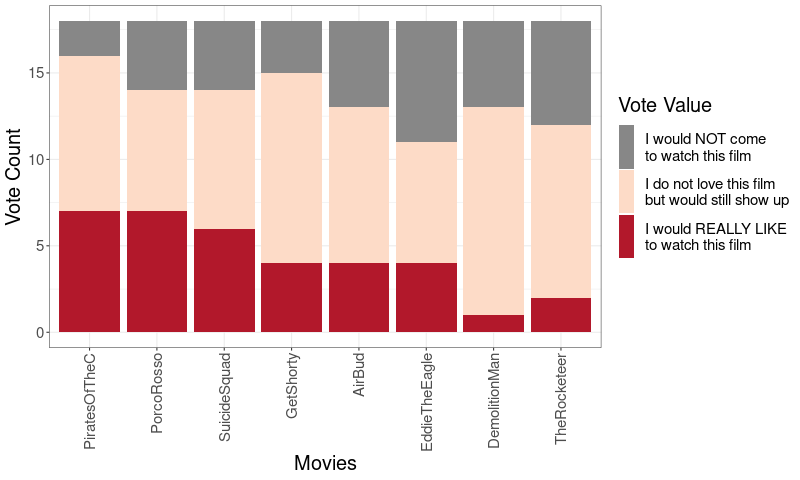 Vote Count
15
10
5
0
PiratesOfTheC
PorcoRosso
SuicideSquad
GetShorty
AirBud
EddieTheEagle
DemolitionMan
TheRocketeer
Movies
Vote Value
I would NOT come
to watch this film
I do not love this film
but would still show up
I would REALLY LIKE
to watch this film